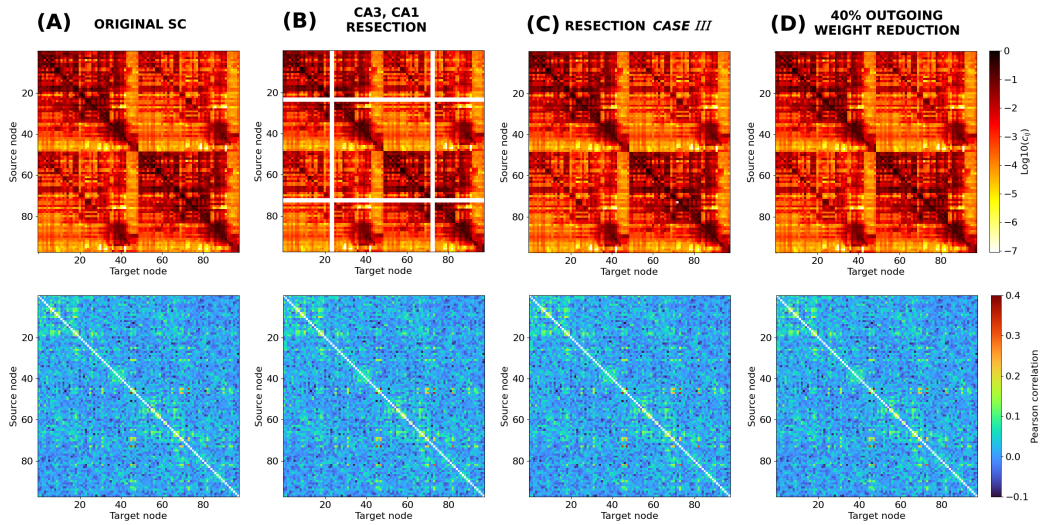 (A) ORIGINAL SC
(B) CA3, CA1
RESECTION
(C) RESECTION CASE III
(D) 40% OUTGOING
WEIGHT REDUCTION
Source node
20
40
60
80
20 40 60 80
Target node
Source node
20
40
60
80
20 40 60 80
Target node
Source node
20
40
60
80
20 40 60 80
Target node
Source node
20
40
60
80
20 40 60 80
Target node
0
−1
−2
−3
−4
−5
−6
−7
Log10(c_ij)
Source node
20
40
60
80
20 40 60 80
Target node
Source node
20
40
60
80
20 40 60 80
Target node
Source node
20
40
60
80
20 40 60 80
Target node
Source node
20
40
60
80
20 40 60 80
Target node
0.4
0.3
0.2
0.1
0.0
−0.1
Pearson correlation